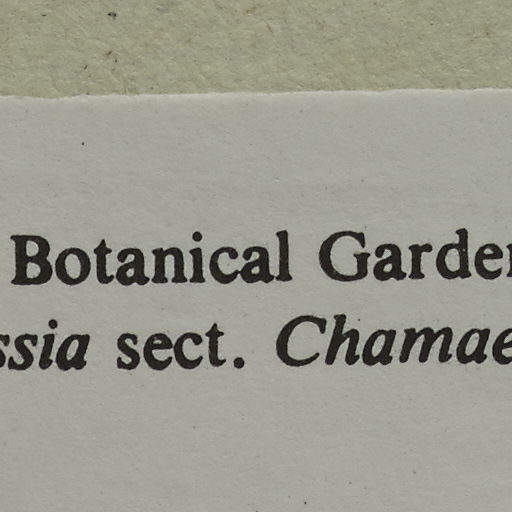 Botanical Garden
ssia sect. Chamae